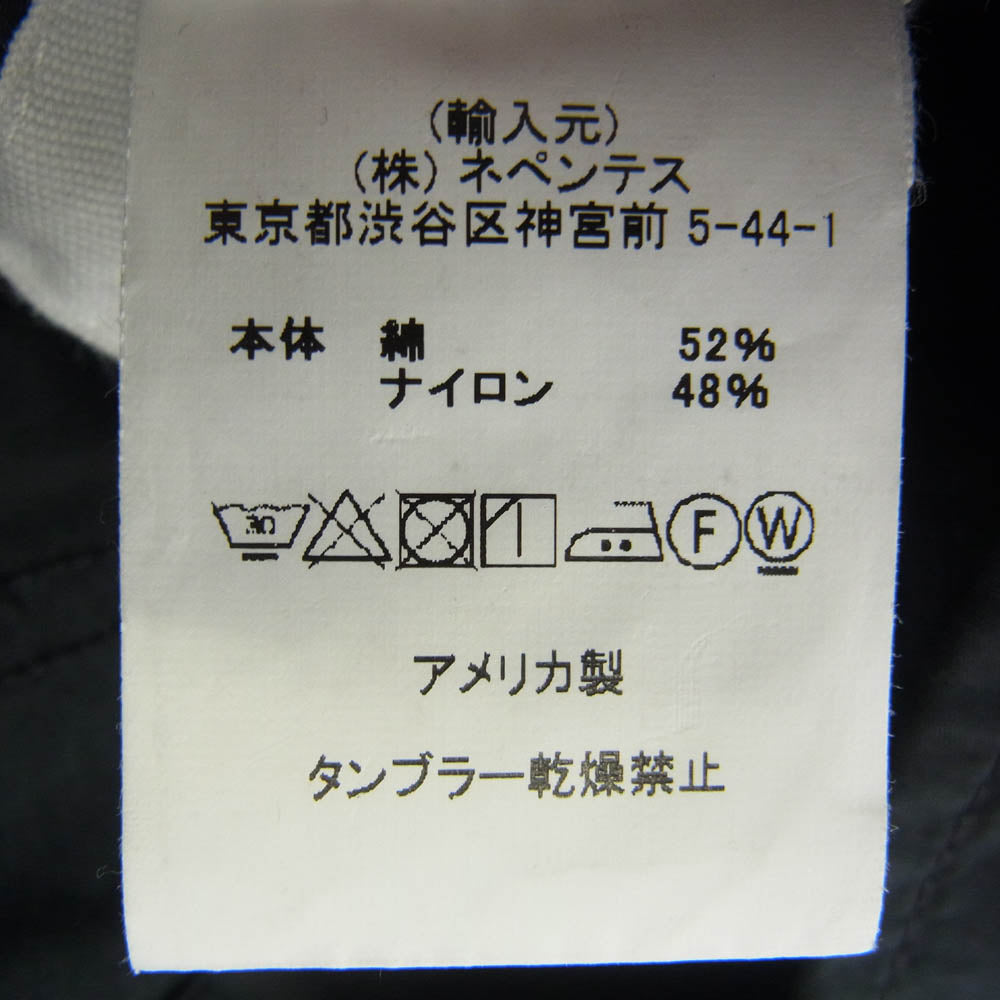 (輸入元)
(株) ネペンテス
東京都渋谷区神宮前 5-44-1
本体 綿 52%
ナイロン 48%
30 F W
アメリカ製
タンブラー乾燥禁止